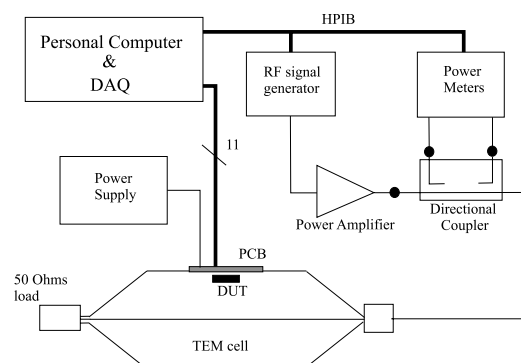 HPIB
Personal Computer
&
DAQ
RF signal
generator
Power
Meters
11
Power
Supply
Power Amplifier
Directional
Coupler
PCB
50 Ohms
load
DUT
TEM cell